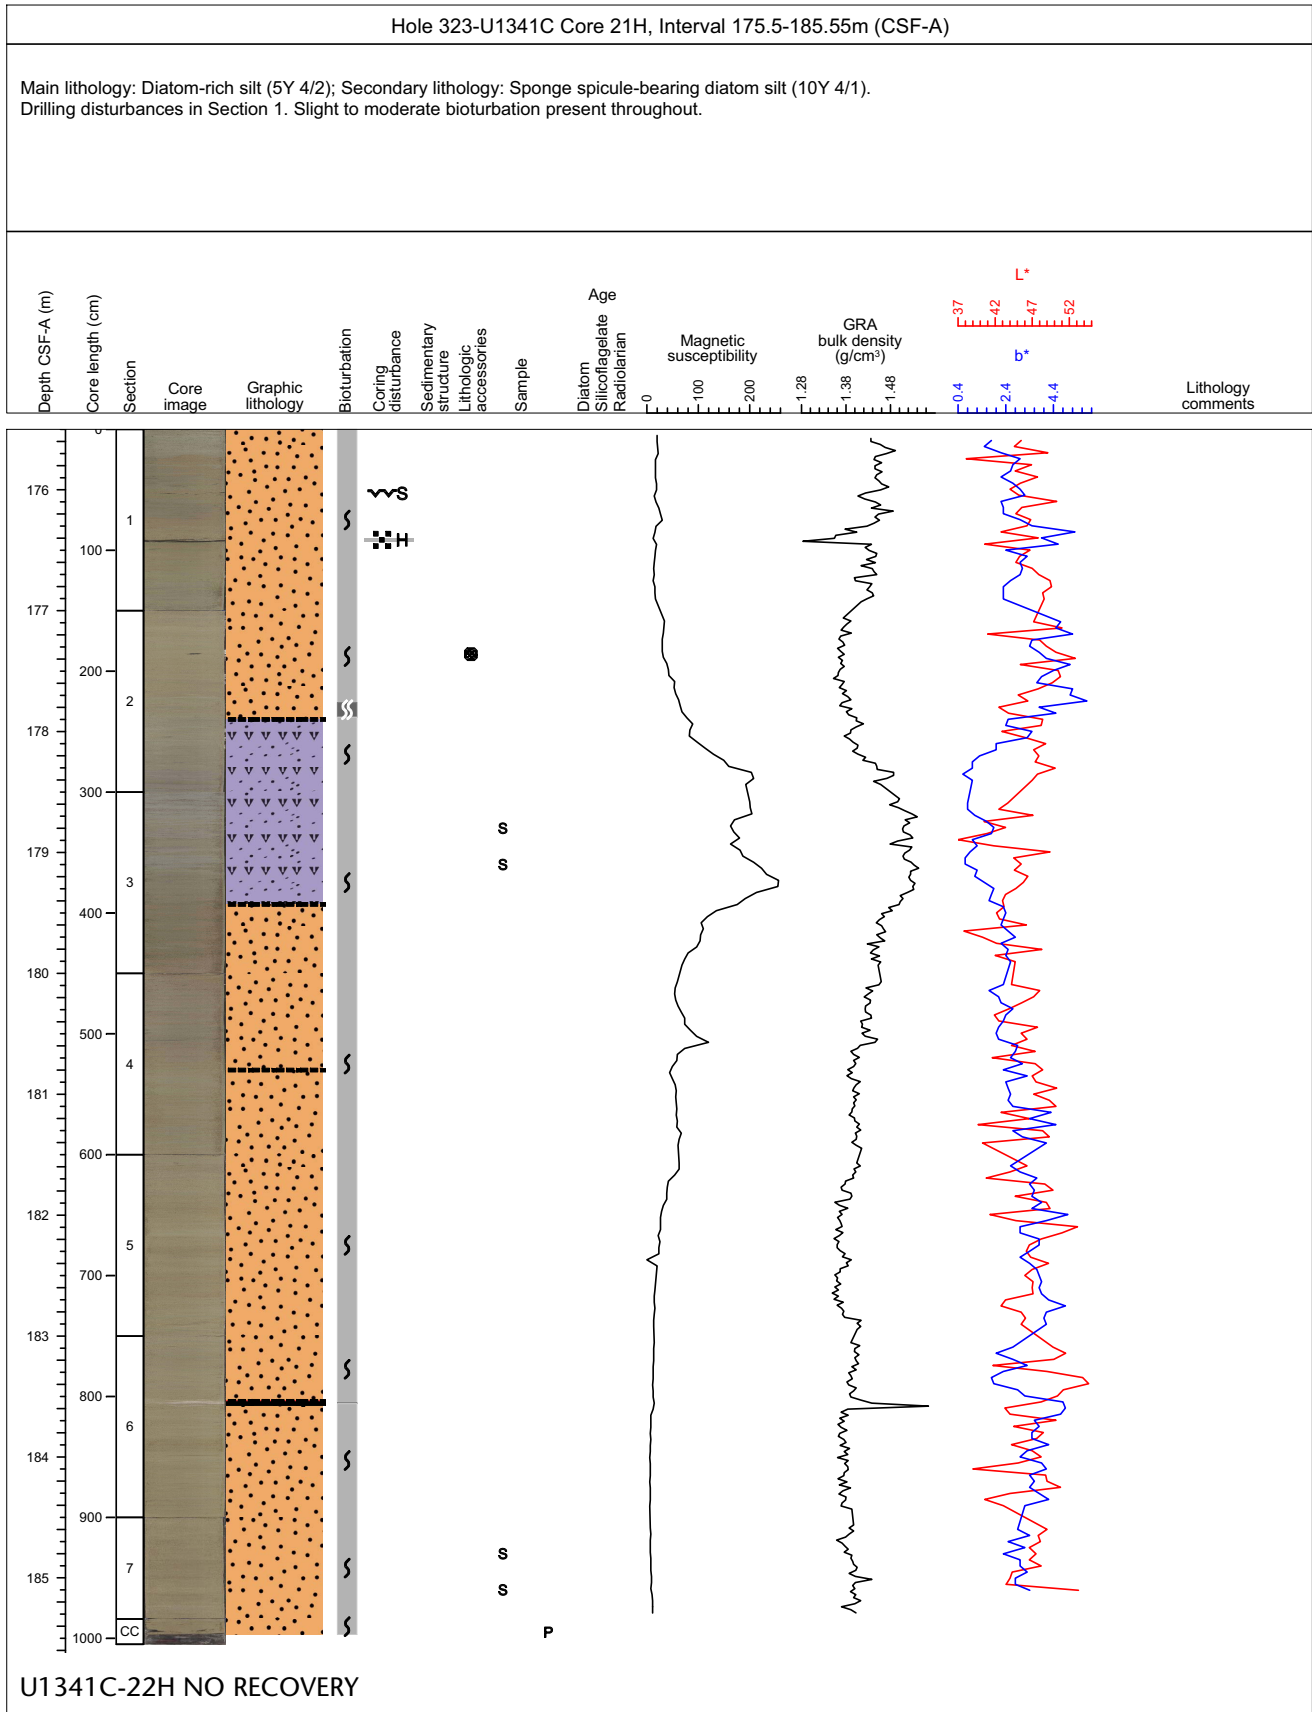 Hole 323-U1341C Core 21H, Interval 175.5-185.55m (CSF-A)
Main lithology: Diatom-rich silt (5Y 4/2); Secondary lithology: Sponge spicule-bearing diatom silt (10Y 4/1).
Drilling disturbances in Section 1. Slight to moderate bioturbation present throughout.
Depth CSF-A (m)
Core length (cm)
Section
Core
image
Graphic
lithology
Bioturbation
Coring
disturbance
Sedimentary
structure
Lithologic
accessories
Sample
Age
Diatom
Silicoflagelate
Radiolarian
Magnetic
susceptibility
0 100 200
GRA
bulk density
(g/cm³)
1.28 1.38 1.48
L*
37 42 47 52
b*
0.4 2.4 4.4
Lithology
comments
0
176
S
1
H
100
177
200
2
178
300
S
179
S
3
400
180
500
4
181
600
182
5
700
183
800
6
184
900
S
7
185
S
CC
P
1000
U1341C-22H NO RECOVERY